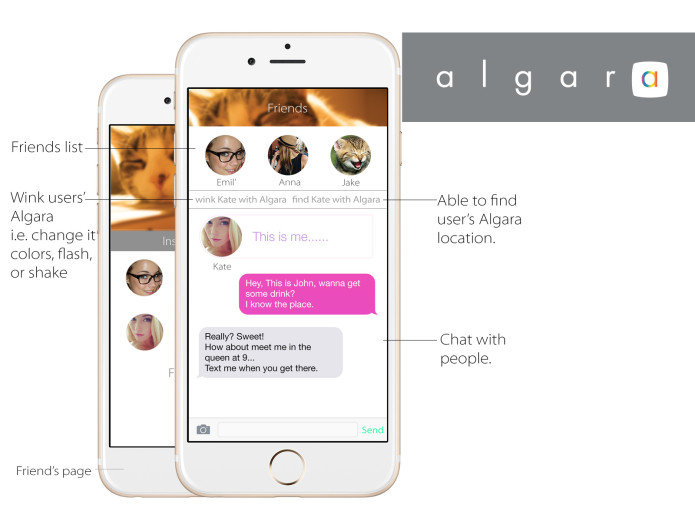 algara
Friends
Friends list
Emil'
Anna
Jake
Wink users'
Algara
i.e. change it
colors, flash,
or shake
wink Kate with Algara find Kate with Algara
Able to find
user's Algara
location.
Ins
This is me......
Kate
Hey, This is John, wanna get
some drink?
I know the place.
Really? Sweet!
How about meet me in the
queen at 9...
Text me when you get there.
Chat with
people.
F
Send
Friend's page